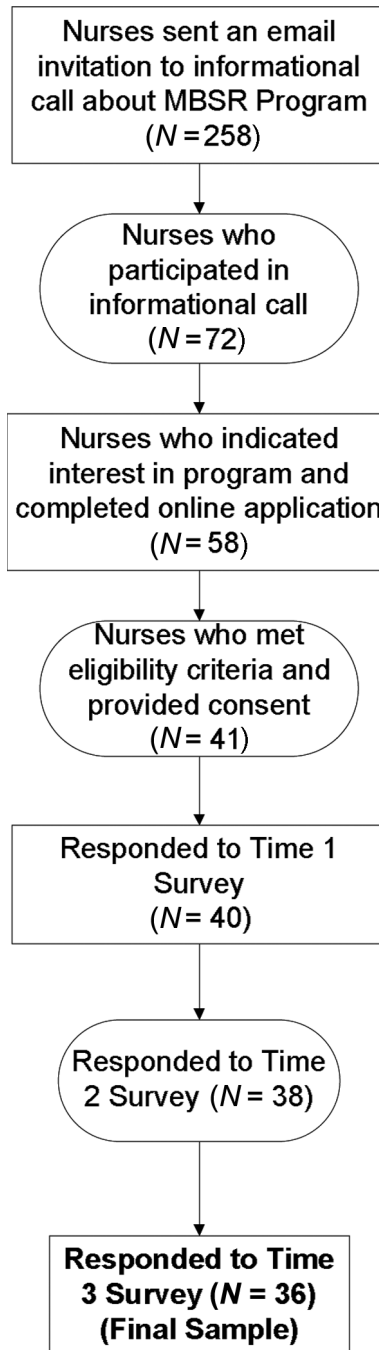 Nurses sent an email
invitation to informational
call about MBSR Program
(N = 258)
Nurses who
participated in
informational call
(N = 72)
Nurses who indicated
interest in program and
completed online application
(N = 58)
Nurses who met
eligibility criteria and
provided consent
(N = 41)
Responded to Time 1
Survey
(N = 40)
Responded to Time
2 Survey (N = 38)
Responded to Time
3 Survey (N = 36)
(Final Sample)